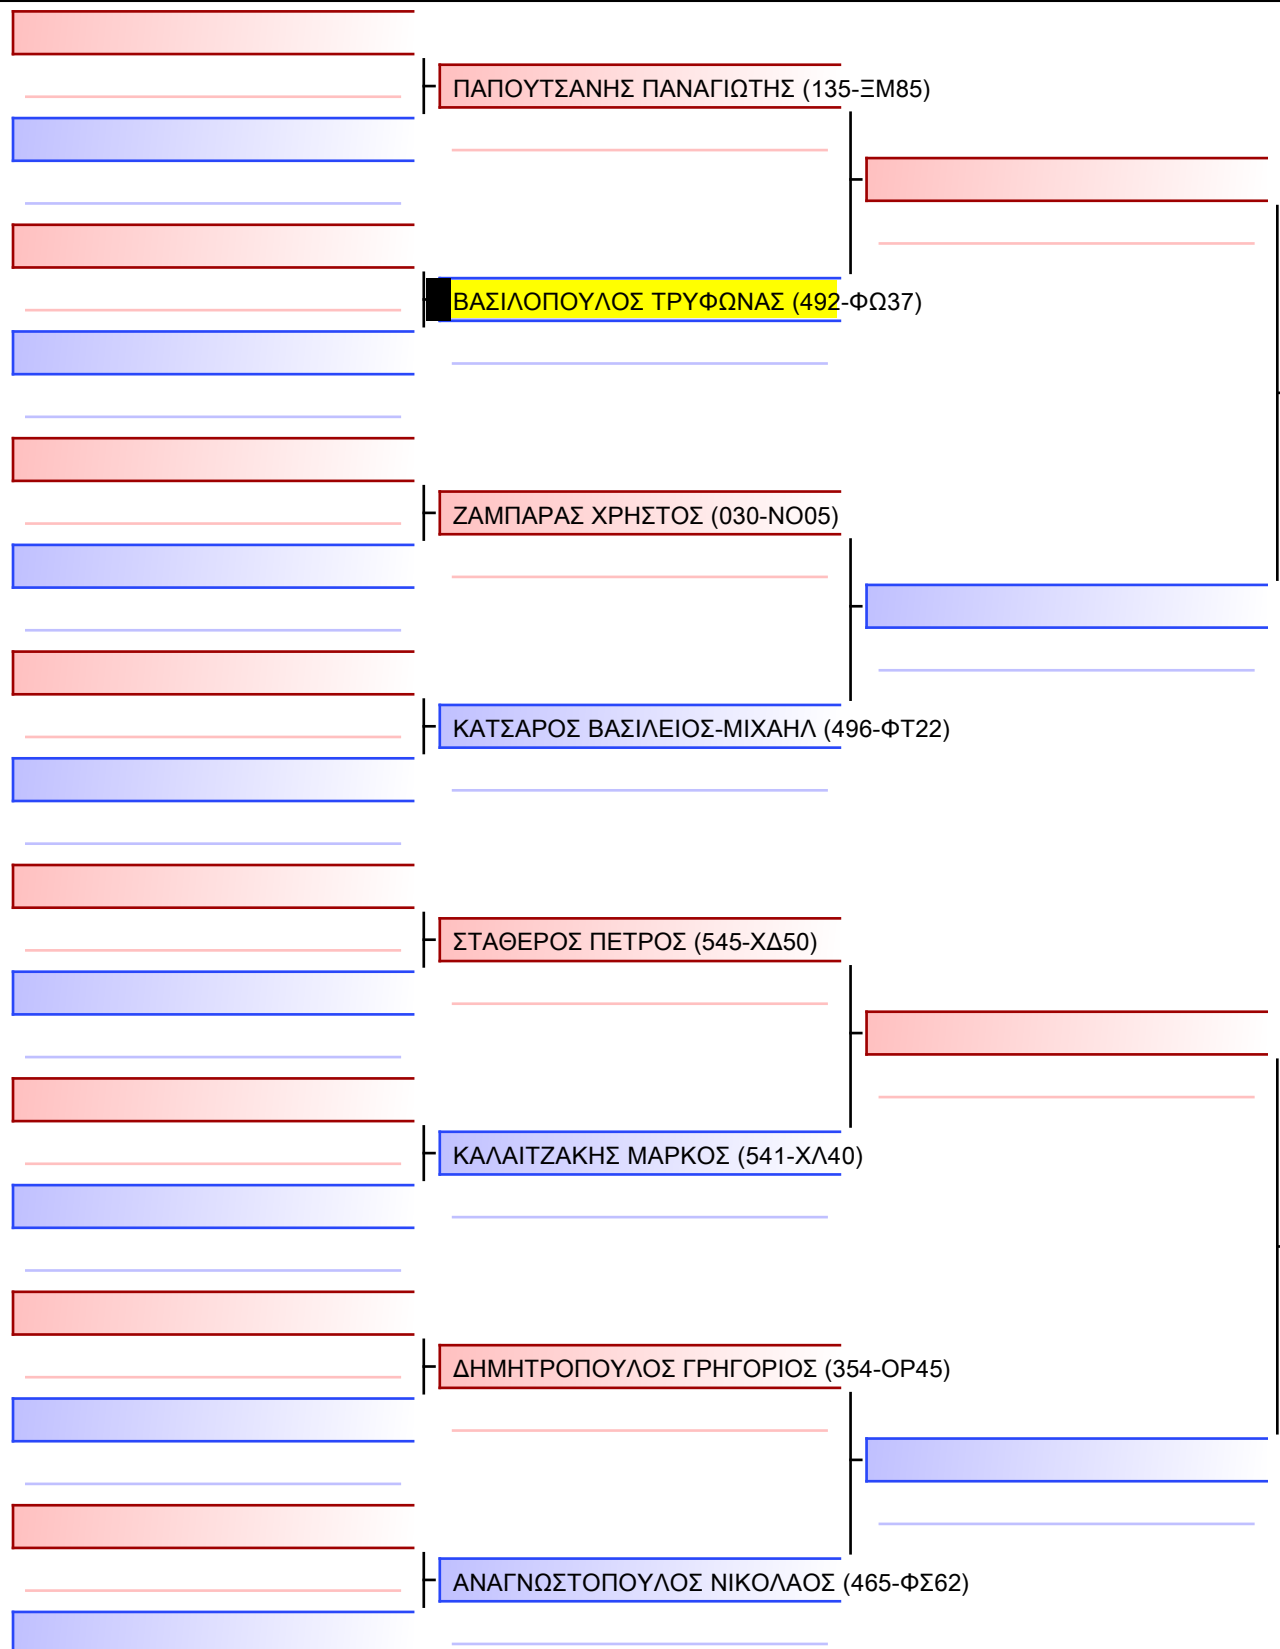 ΠΑΠΟΥΤΣΑΝΗΣ ΠΑΝΑΓΙΩΤΗΣ (135-ΞΜ85)
ΒΑΣΙΛΟΠΟΥΛΟΣ ΤΡΥΦΩΝΑΣ (492-ΦΩ37)
ΖΑΜΠΑΡΑΣ ΧΡΗΣΤΟΣ (030-ΝΟ05)
ΚΑΤΣΑΡΟΣ ΒΑΣΙΛΕΙΟΣ-ΜΙΧΑΗΛ (496-ΦΤ22)
ΣΤΑΘΕΡΟΣ ΠΕΤΡΟΣ (545-ΧΔ50)
ΚΑΛΑΙΤΖΑΚΗΣ ΜΑΡΚΟΣ (541-ΧΛ40)
ΔΗΜΗΤΡΟΠΟΥΛΟΣ ΓΡΗΓΟΡΙΟΣ (354-ΟΡ45)
ΑΝΑΓΝΩΣΤΟΠΟΥΛΟΣ ΝΙΚΟΛΑΟΣ (465-ΦΣ62)